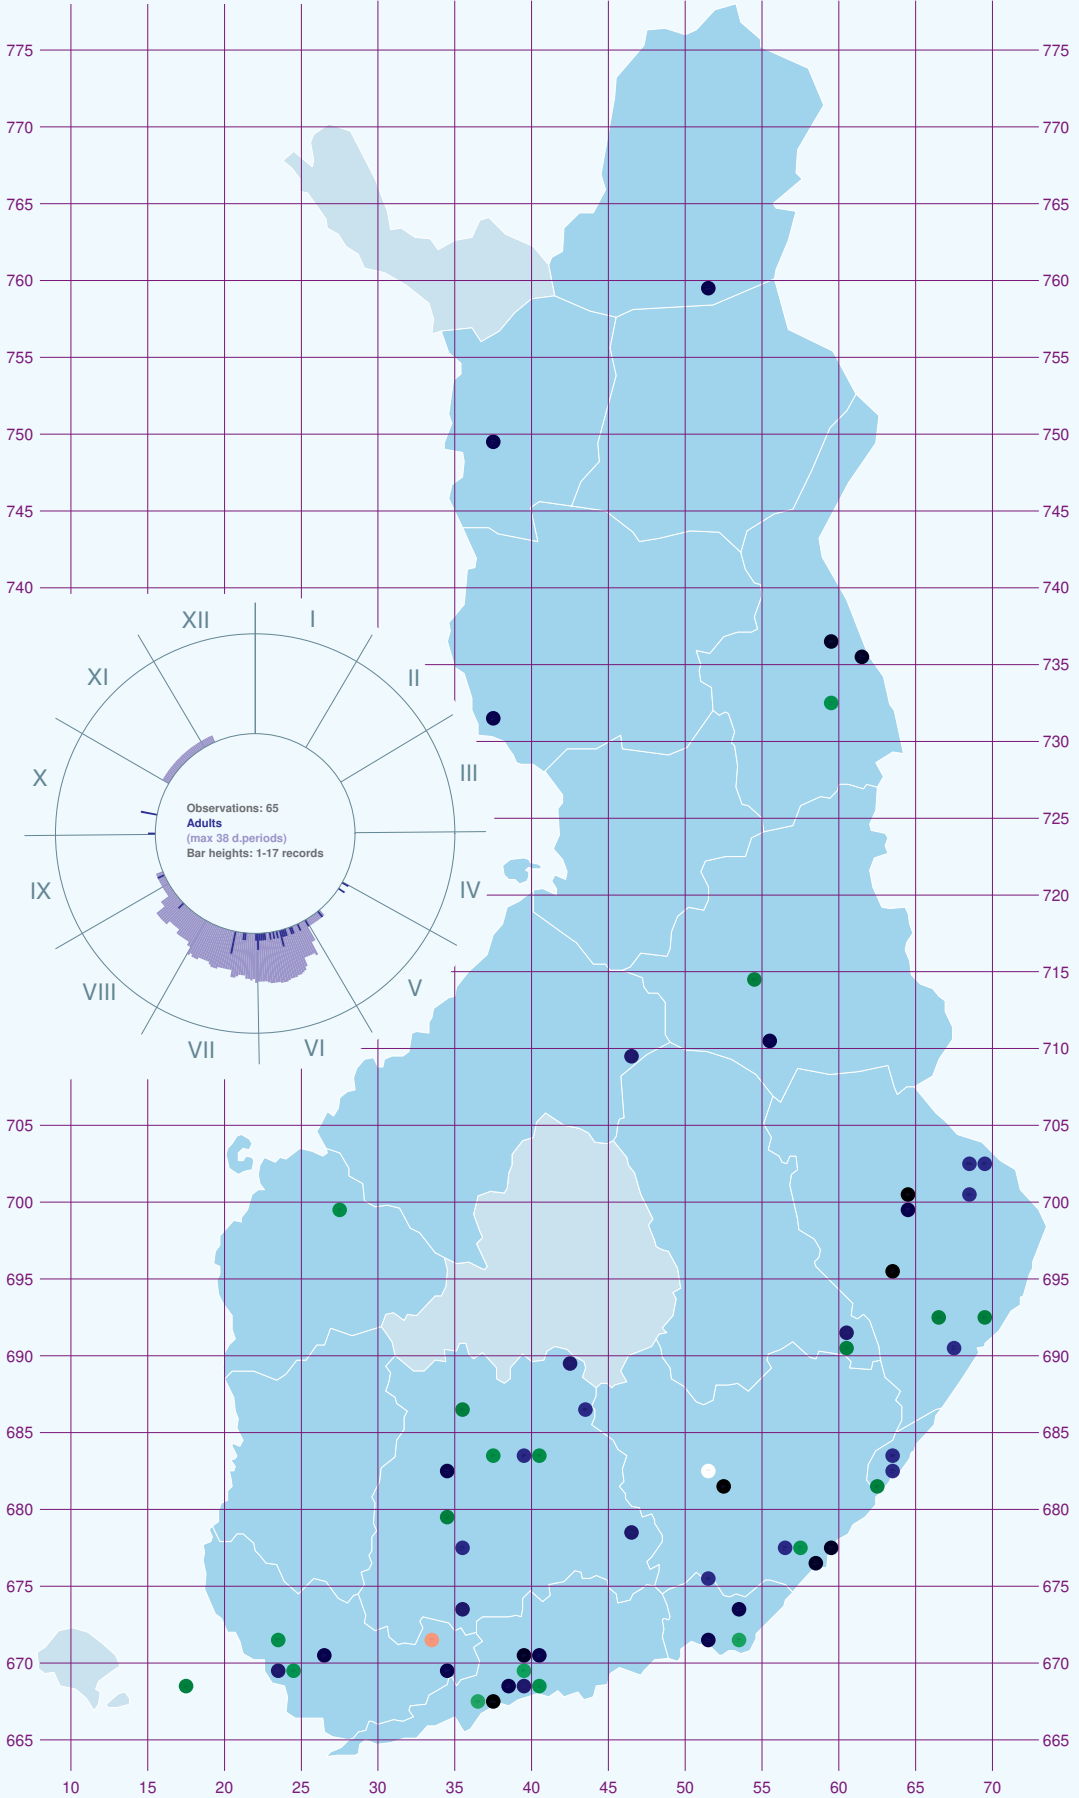 775 775
770 770
765 765
760 760
755 755
750 750
745 745
740 740
XII I
XI II
735 735
730 730
X III
Observations: 65
Adults
(max 38 d.periods)
Bar heights: 1-17 records
725 725
IX IV
720 720
715 715
VIII V
VII VI
710 710
705 705
700 700
695 695
690 690
685 685
680 680
675 675
670 670
665 665
10 15 20 25 30 35 40 45 50 55 60 65 70